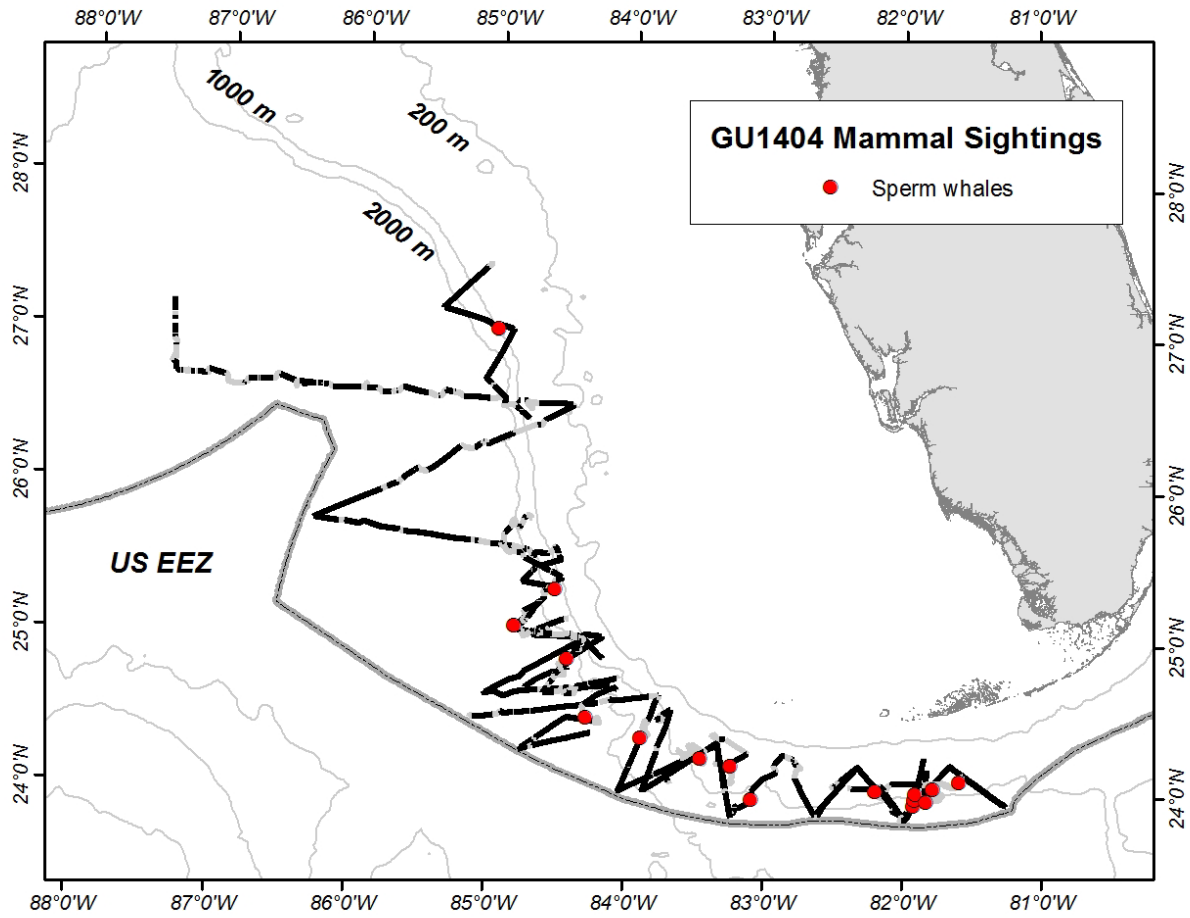 88°0'W 87°0'W 86°0'W 85°0'W 84°0'W 83°0'W 82°0'W 81°0'W
1000 m
200 m
GU1404 Mammal Sightings
Sperm whales
28°0'N
28°0'N
2000 m
27°0'N
27°0'N
26°0'N
26°0'N
US EEZ
25°0'N
25°0'N
24°0'N
24°0'N
88°0'W 87°0'W 86°0'W 85°0'W 84°0'W 83°0'W 82°0'W 81°0'W